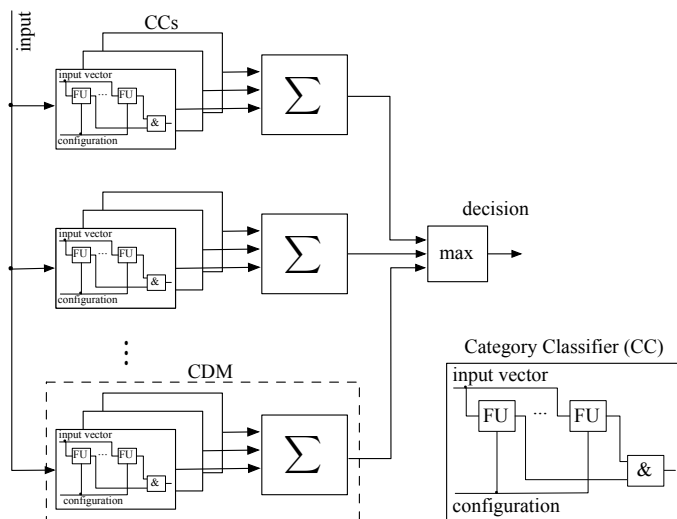 input
CCs
input vector
FU ... FU
&
configuration
Σ
input vector
FU ... FU
&
configuration
Σ
decision
max
CDM
input vector
FU ... FU
&
configuration
Σ
Category Classifier (CC)
input vector
FU ... FU
&
configuration